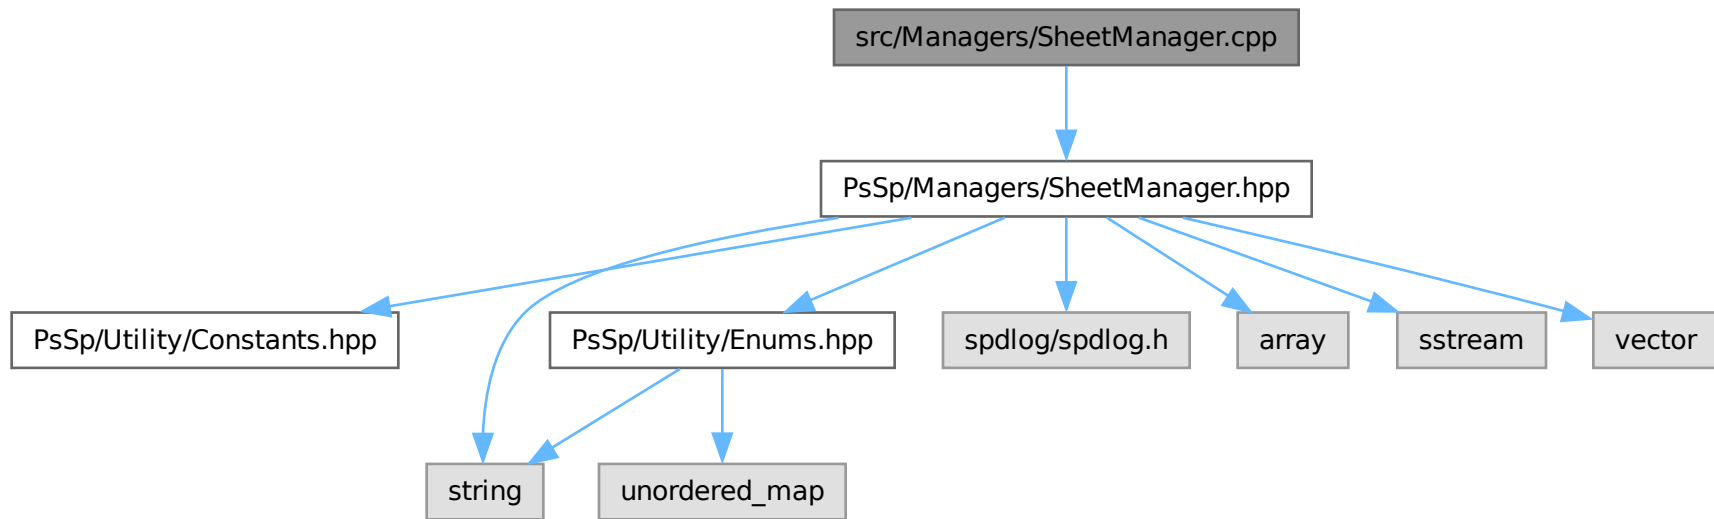 src/Managers/SheetManager.cpp
PsSp/Managers/SheetManager.hpp
PsSp/Utility/Constants.hpp
PsSp/Utility/Enums.hpp
spdlog/spdlog.h
array
sstream
vector
string
unordered_map